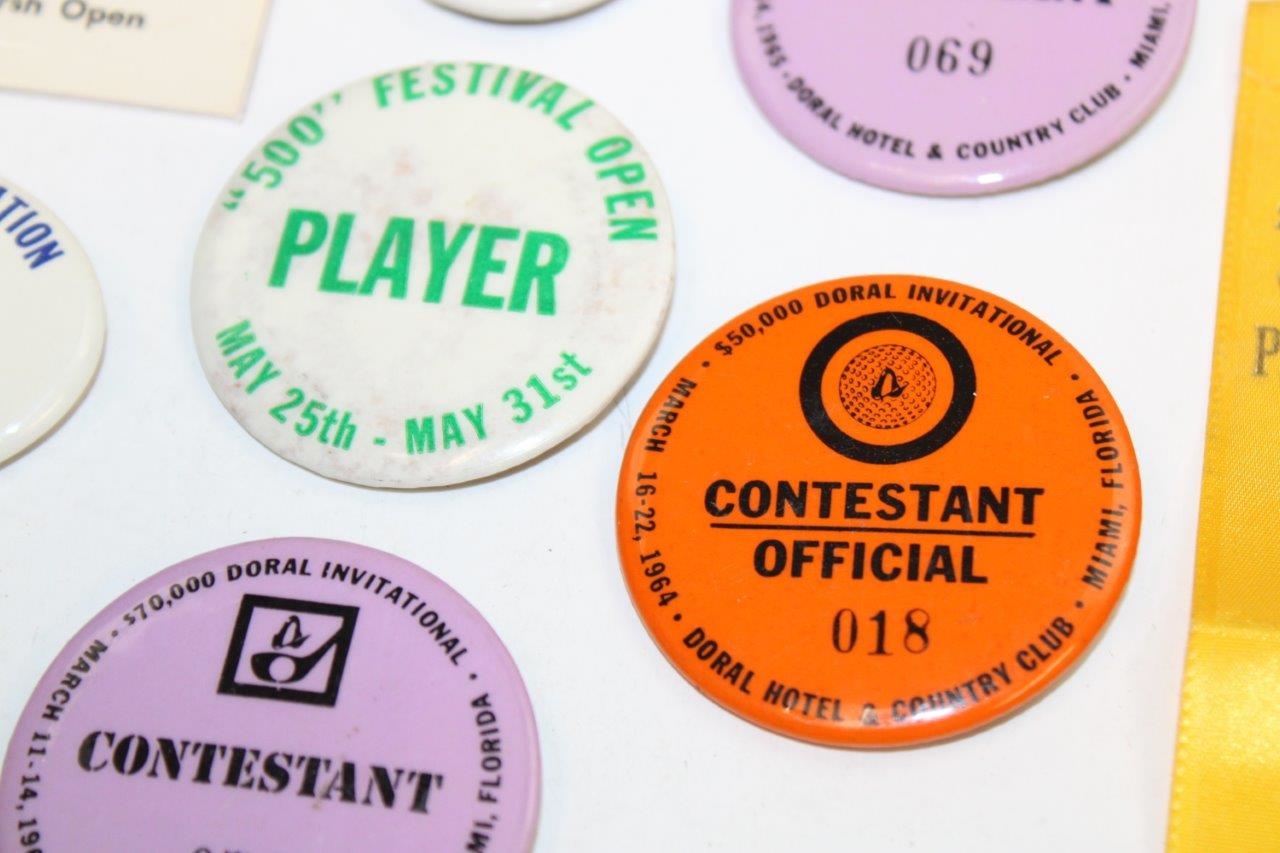 Open
069
1965 • DORAL HOTEL & COUNTRY CLUB • MIAMI,
"500" FESTIVAL OPEN
PLAYER
MAY 25th - MAY 31st
MARCH 16-22, 1964 • $50,000 DORAL INVITATIONAL • MIAMI, FLORIDA
CONTESTANT
OFFICIAL
018
• DORAL HOTEL & COUNTRY CLUB •
MARCH 11-14, • $70,000 DORAL INVITATIONAL • FLORIDA •
CONTESTANT